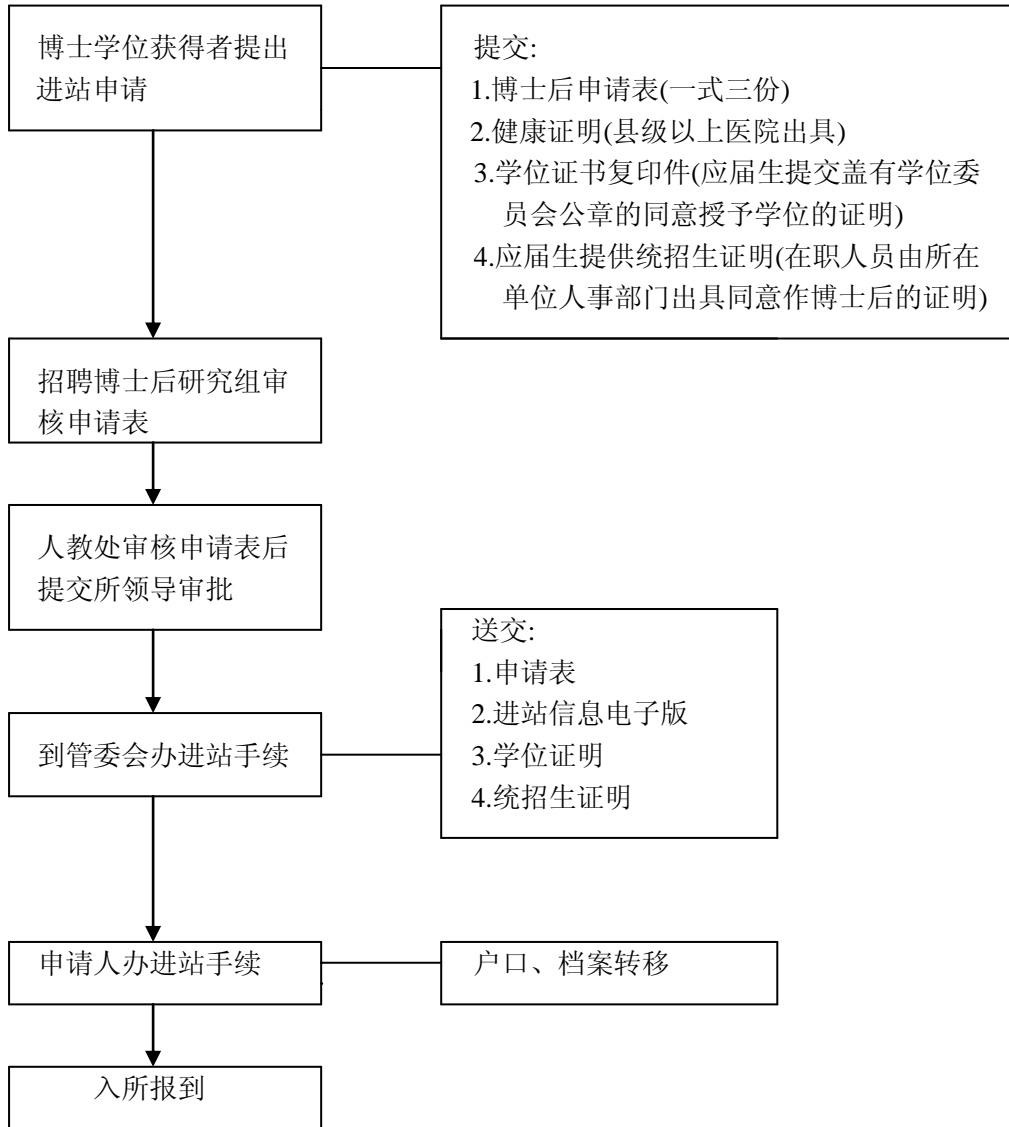 博士学位获得者提出
进站申请
提交:
1.博士后申请表(一式三份)
2.健康证明(县级以上医院出具)
3.学位证书复印件(应届生提交盖有学位委
员会公章的同意授予学位的证明)
4.应届生提供统招生证明(在职人员由所在
单位人事部门出具同意作博士后的证明)
招聘博士后研究组审
核申请表
人教处审核申请表后
提交所领导审批
到管委会办进站手续
送交:
1.申请表
2.进站信息电子版
3.学位证明
4.统招生证明
申请人办进站手续
户口、档案转移
入所报到